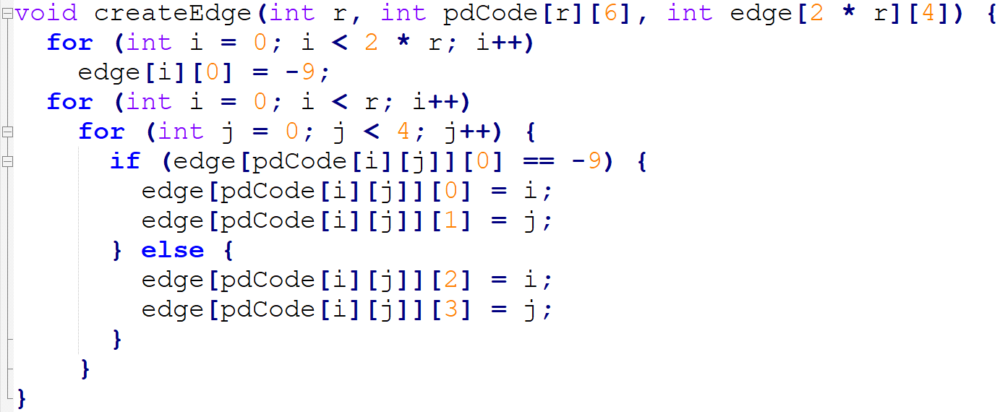 void createEdge(int r, int pdCode[r][6], int edge[2 * r][4]) {
  for (int i = 0; i < 2 * r; i++)
    edge[i][0] = -9;
  for (int i = 0; i < r; i++)
    for (int j = 0; j < 4; j++) {
      if (edge[pdCode[i][j]][0] == -9) {
        edge[pdCode[i][j]][0] = i;
        edge[pdCode[i][j]][1] = j;
      } else {
        edge[pdCode[i][j]][2] = i;
        edge[pdCode[i][j]][3] = j;
      }
    }
}